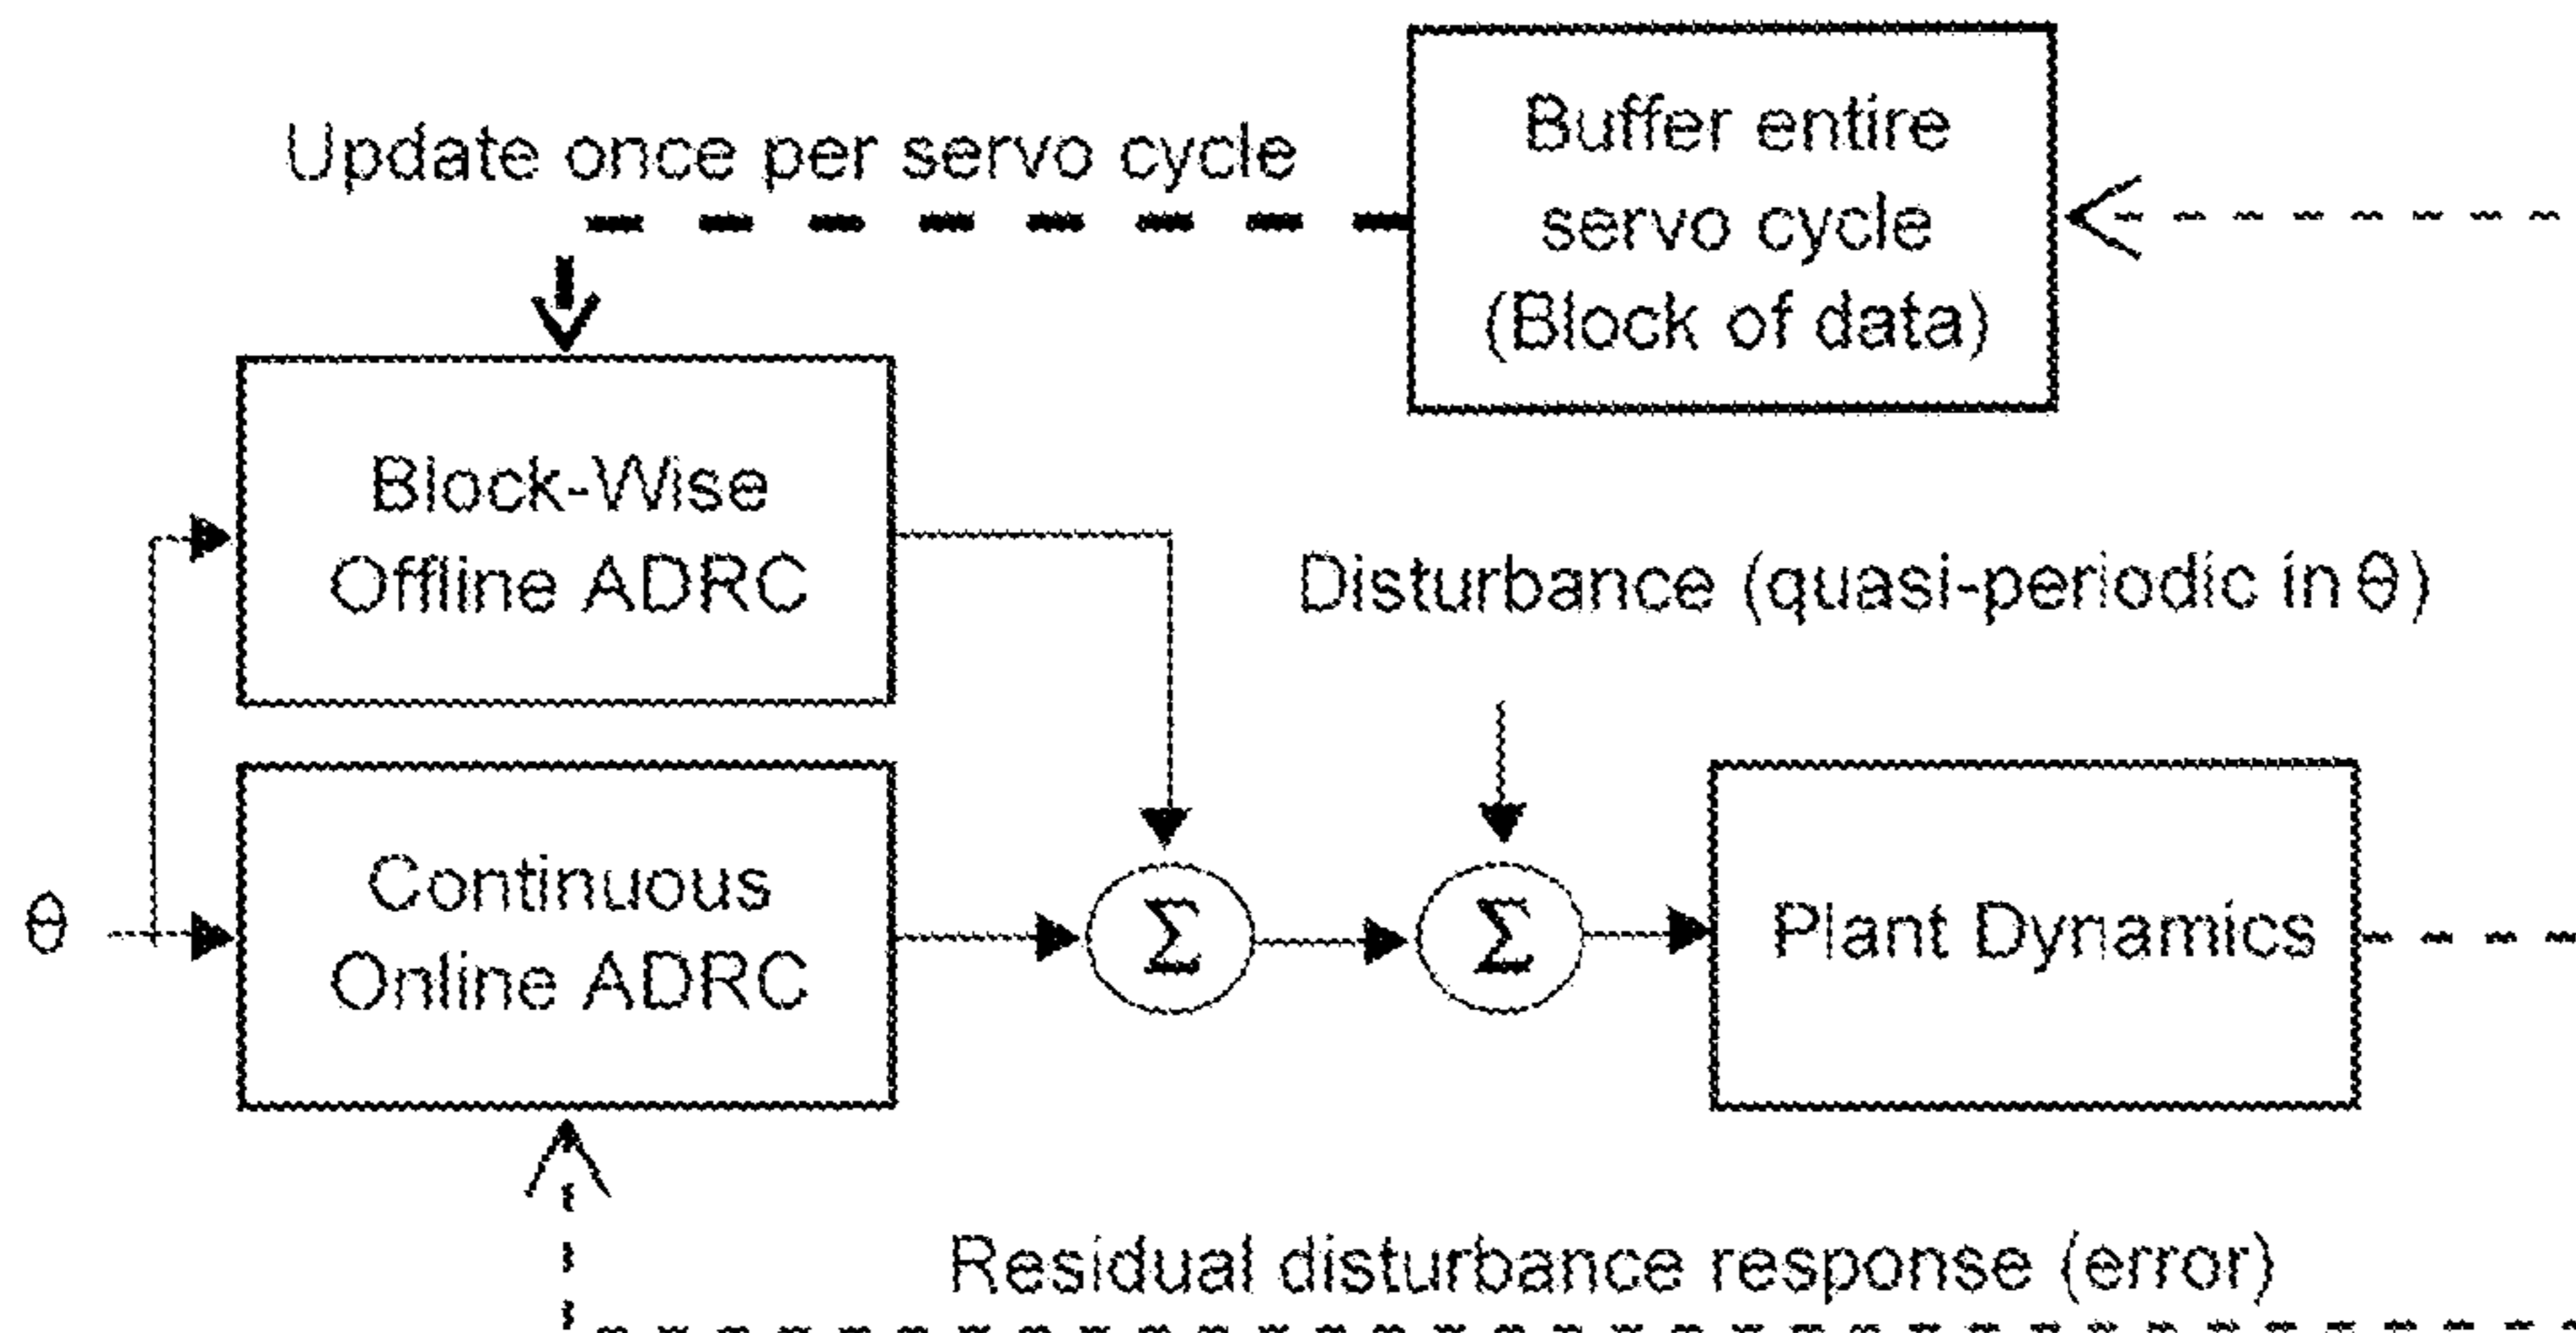 Update once per servo cycle
Buffer entire
servo cycle
(Block of data)
Block-Wise
Offline ADRC
Disturbance (quasi-periodic in θ)
θ
Continuous
Online ADRC
Σ
Σ
Plant Dynamics
Residual disturbance response (error)